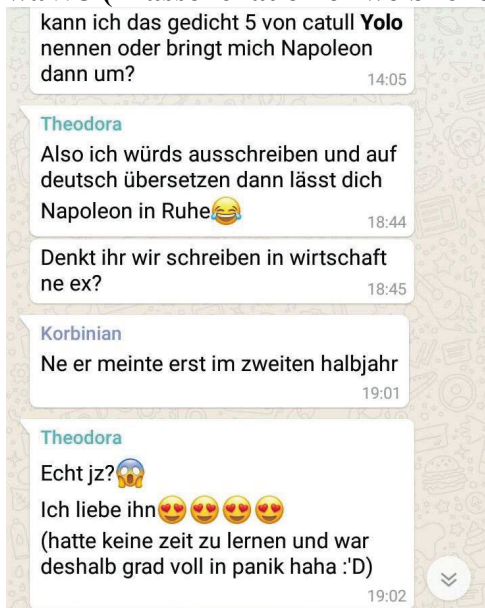 kann ich das gedicht 5 von catull Yolo
nennen oder bringt mich Napoleon
dann um?
14:05
Theodora
Also ich würds ausschreiben und auf
deutsch übersetzen dann lässt dich
Napoleon in Ruhe😂
18:44
Denkt ihr wir schreiben in wirtschaft
ne ex?
18:45
Korbinian
Ne er meinte erst im zweiten halbjahr
19:01
Theodora
Echt jz?😱
Ich liebe ihn😍😍😍😍
(hatte keine zeit zu lernen und war
deshalb grad voll in panik haha :'D)
19:02